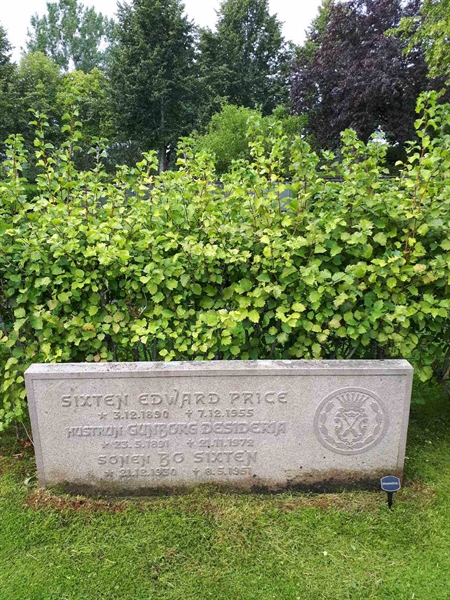 SIXTEN EDWARD PRICE
* 3.12.1890 + 7.12.1955
HUSTRUN GUNBORG DESIDERIA
* 23.5.1891 + 21.11.1972
SONEN BO SIXTEN
* 21.12.1930 + 8.5.1951